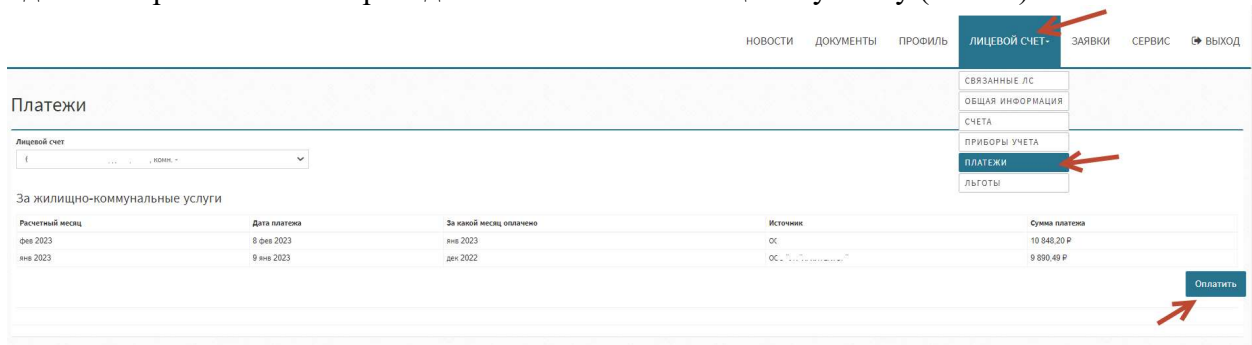 НОВОСТИ ДОКУМЕНТЫ ПРОФИЛЬ ЛИЦЕВОЙ СЧЕТ ЗАЯВКИ СЕРВИС ВЫХОД
СВЯЗАННЫЕ ЛС
ОБЩАЯ ИНФОРМАЦИЯ
СЧЕТА
ПРИБОРЫ УЧЕТА
ПЛАТЕЖИ
ЛЬГОТЫ
Платежи
Лицевой счет
, комн. -
За жилищно-коммунальные услуги
Расчетный месяц Дата платежа За какой месяц оплачено Источник Сумма платежа
фев 2023 8 фев 2023 янв 2023 10 848,20 ₽
янв 2023 9 янв 2023 дек 2022 9 890,49 ₽
Оплатить